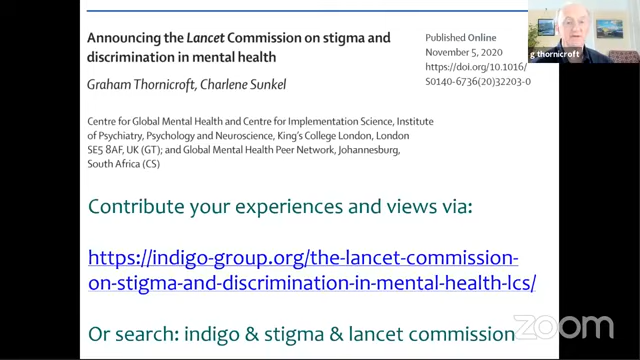 Announcing the Lancet Commission on stigma and
discrimination in mental health
Graham Thornicroft, Charlene Sunkel
Published Online
November 5, 2020
https://doi.org/10.1016/
S0140-6736(20)32203-0
g thornicroft
Centre for Global Mental Health and Centre for Implementation Science, Institute
of Psychiatry, Psychology and Neuroscience, King's College London, London
SE5 8AF, UK (GT); and Global Mental Health Peer Network, Johannesburg,
South Africa (CS)
Contribute your experiences and views via:
https://indigo-group.org/the-lancet-commission-
on-stigma-and-discrimination-in-mental-health-lcs/
Or search: indigo & stigma & lancet commission
zoom